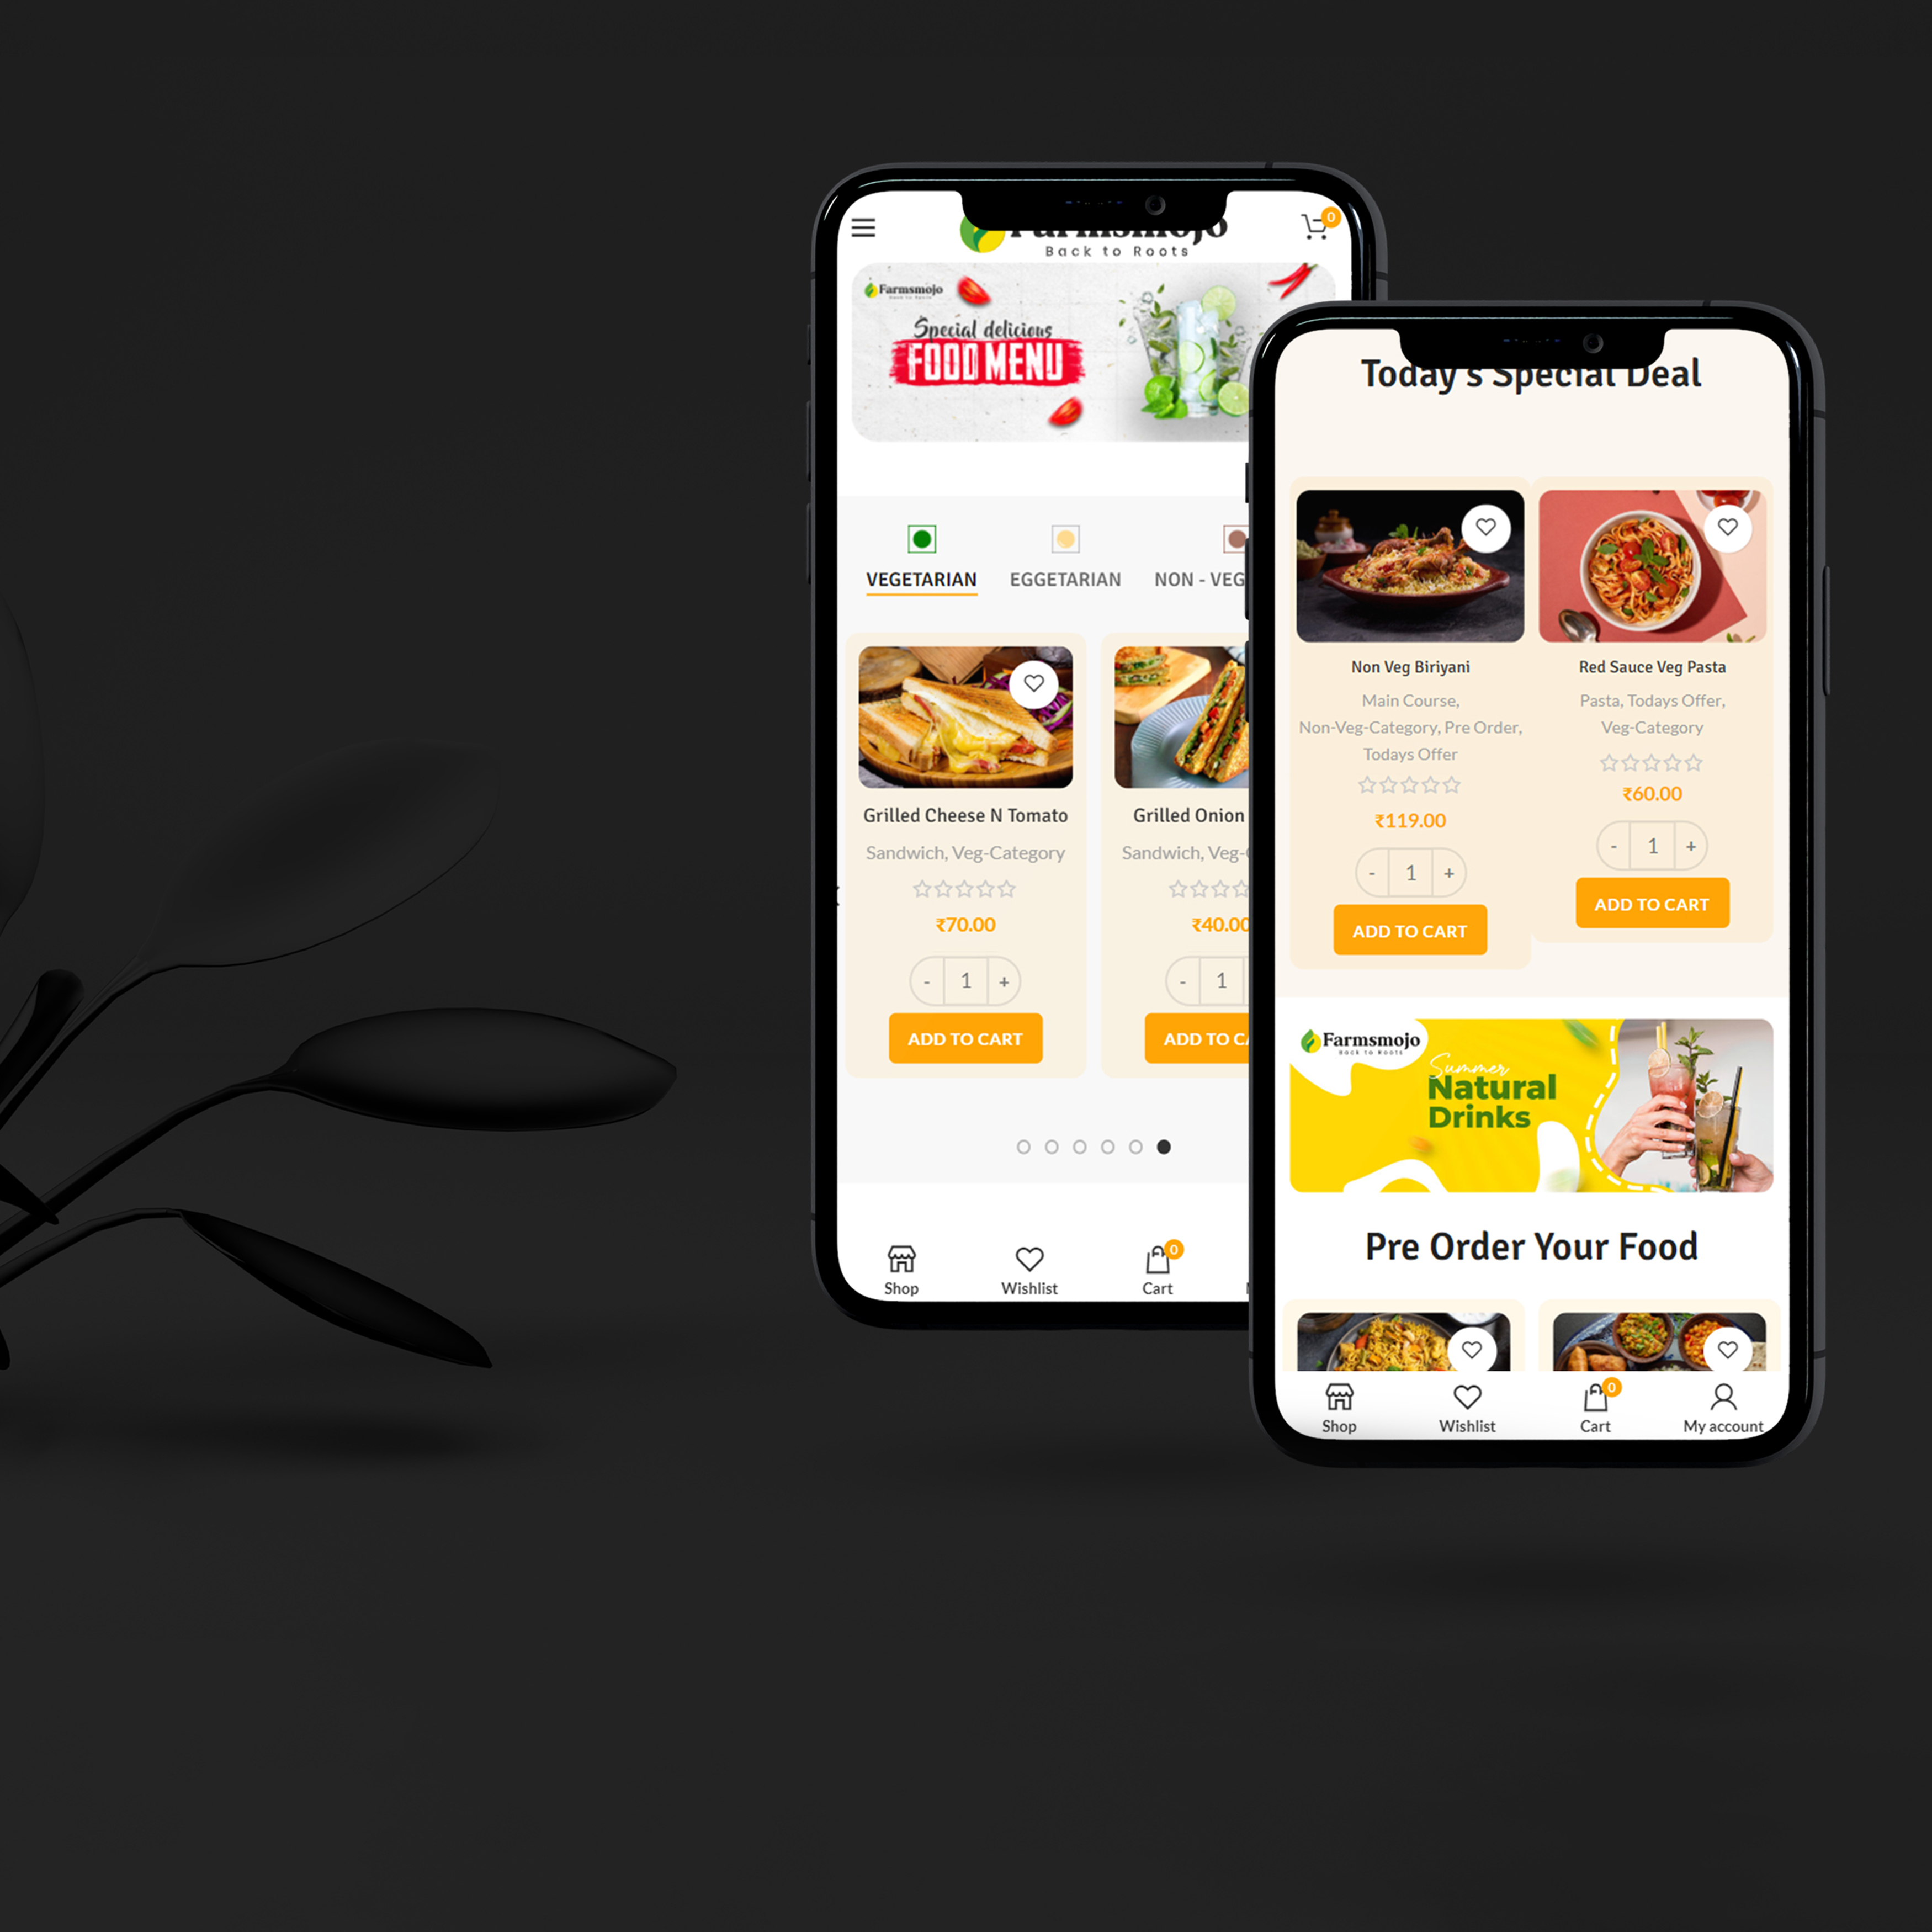 Farmsmojo
Back to Roots
0
Farmsmojo
Back to Roots
Special delicious
FOOD MENU
VEGETARIAN
EGGETARIAN
NON - VEG
Grilled Cheese N Tomato
Sandwich, Veg-Category
₹70.00
- 1 +
ADD TO CART
Grilled Onion
Sandwich, Veg-
₹40.00
- 1
ADD TO CA
Shop
Wishlist
0
Cart
Today's Special Deal
Non Veg Biriyani
Main Course,
Non-Veg-Category, Pre Order,
Todays Offer
₹119.00
- 1 +
ADD TO CART
Red Sauce Veg Pasta
Pasta, Todays Offer,
Veg-Category
₹60.00
- 1 +
ADD TO CART
Farmsmojo
Back to Roots
Summer
Natural
Drinks
Pre Order Your Food
Shop
Wishlist
0
Cart
My account